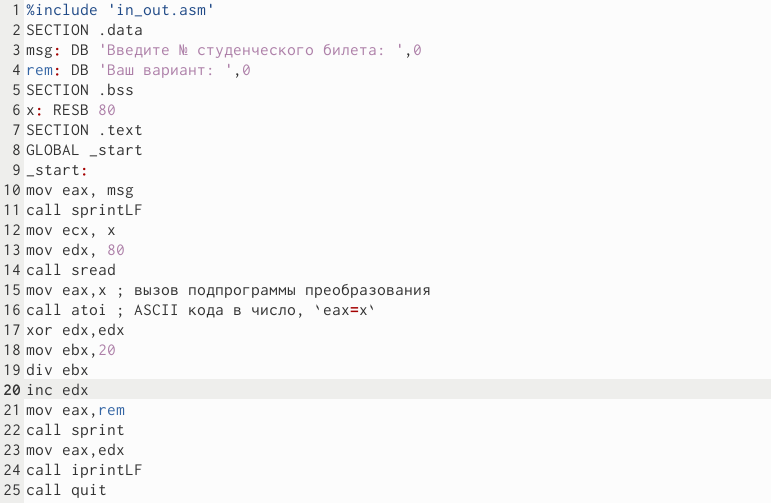 1 %include 'in_out.asm'
2 SECTION .data
3 msg: DB 'Введите № студенческого билета: ',0
4 rem: DB 'Ваш вариант: ',0
5 SECTION .bss
6 x: RESB 80
7 SECTION .text
8 GLOBAL _start
9 _start:
10 mov eax, msg
11 call sprintLF
12 mov ecx, x
13 mov edx, 80
14 call sread
15 mov eax,x ; вызов подпрограммы преобразования
16 call atoi ; ASCII кода в число, `eax=x`
17 xor edx,edx
18 mov ebx,20
19 div ebx
20 inc edx
21 mov eax,rem
22 call sprint
23 mov eax,edx
24 call iprintLF
25 call quit